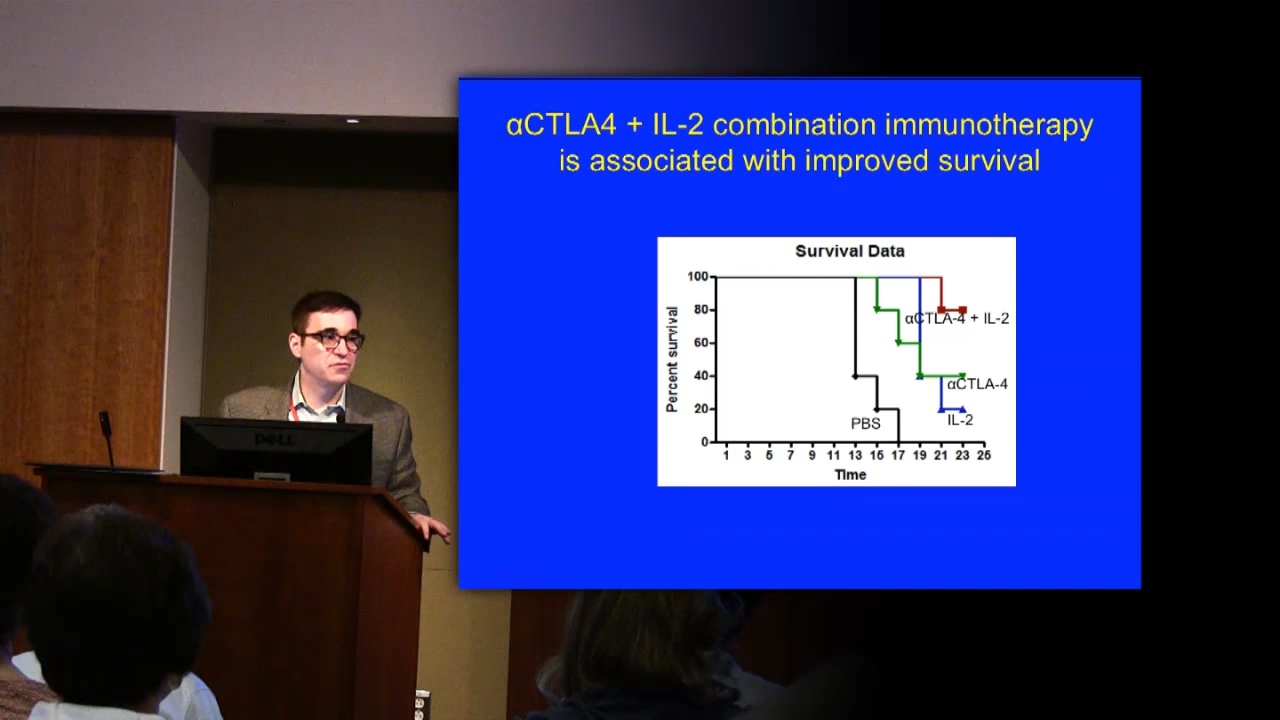 αCTLA4 + IL-2 combination immunotherapy
is associated with improved survival
Survival Data
Percent survival
100
80
60
40
20
0
αCTLA-4 + IL-2
αCTLA-4
IL-2
PBS
1 3 5 7 9 11 13 15 17 19 21 23 25
Time
DELL